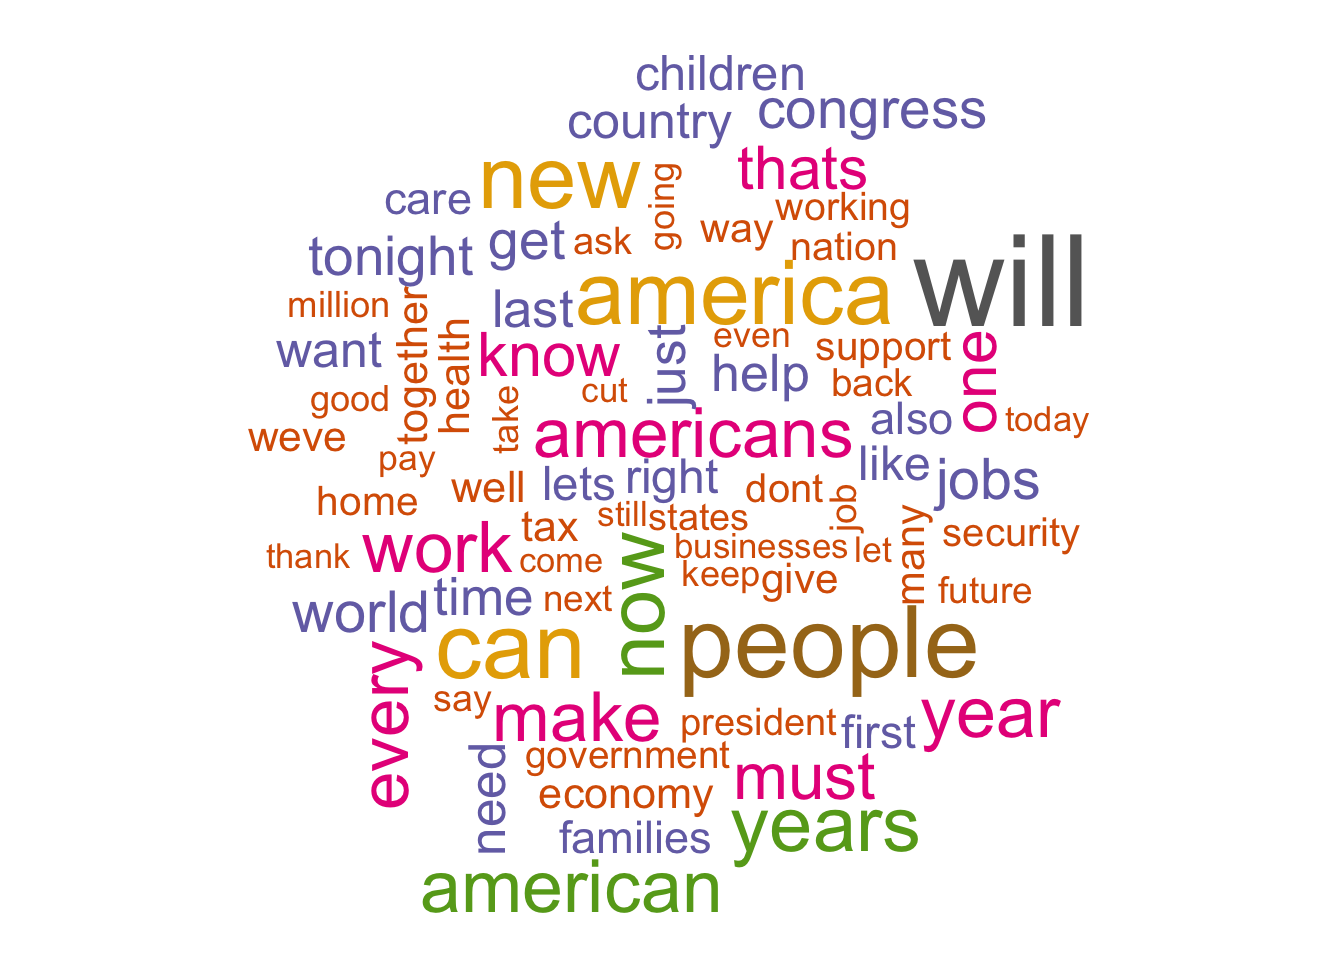 children
country
congress
new
thats
care
going
working
way
tonight
get
ask
nation
will
america
million
last
together
health
want
know
just
even
support
one
help
cut
back
good
take
also
today
weve
americans
pay
like
jobs
home
well
lets
right
dont
job
still
states
many
security
thank
work
tax
come
now
businesses
let
keep
give
future
world
time
next
can
people
every
say
make
president
first
year
need
government
must
economy
families
years
american